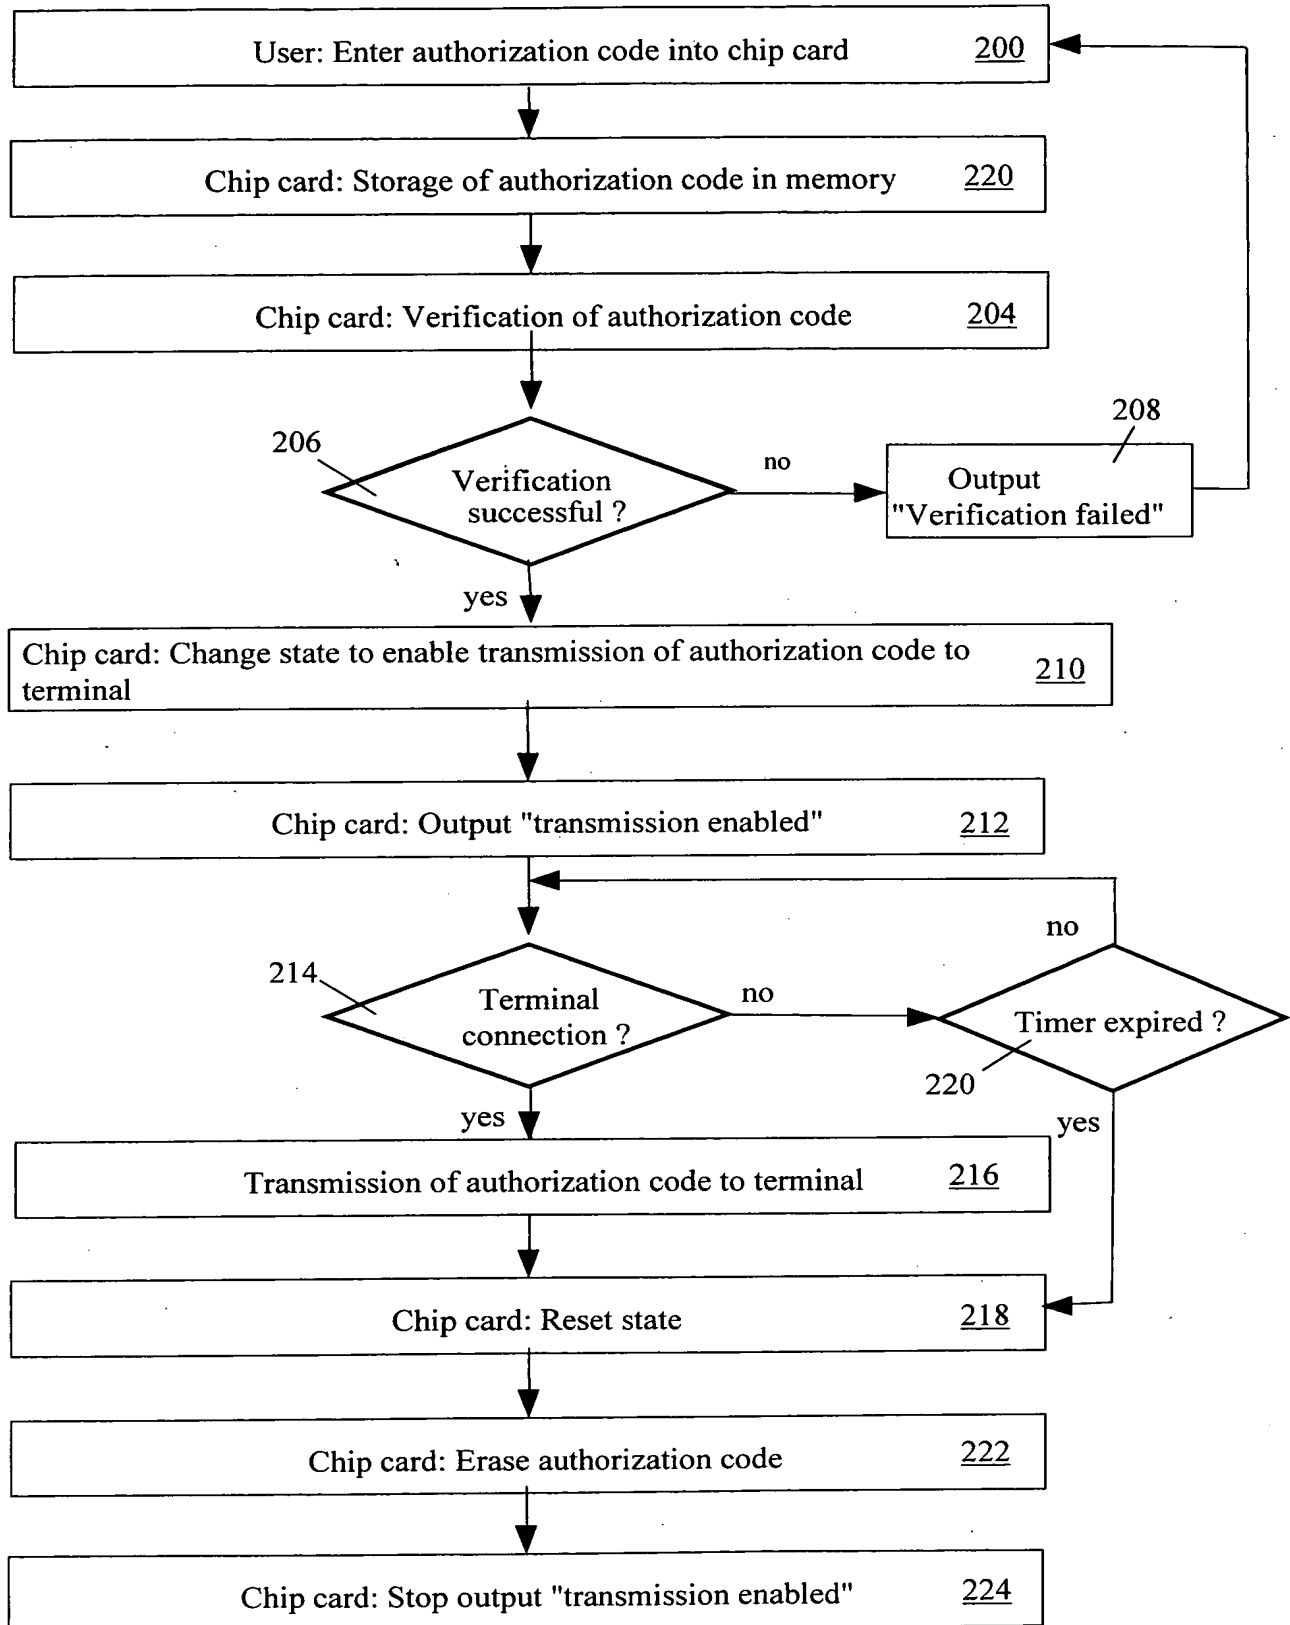 User: Enter authorization code into chip card 200
Chip card: Storage of authorization code in memory 220
Chip card: Verification of authorization code 204
208
206
no
Verification
successful ?
Output
"Verification failed"
yes
Chip card: Change state to enable transmission of authorization code to
terminal
210
Chip card: Output "transmission enabled" 212
no
214
Terminal
connection ?
no
Timer expired ?
220
yes
yes
Transmission of authorization code to terminal 216
Chip card: Reset state 218
Chip card: Erase authorization code 222
Chip card: Stop output "transmission enabled" 224